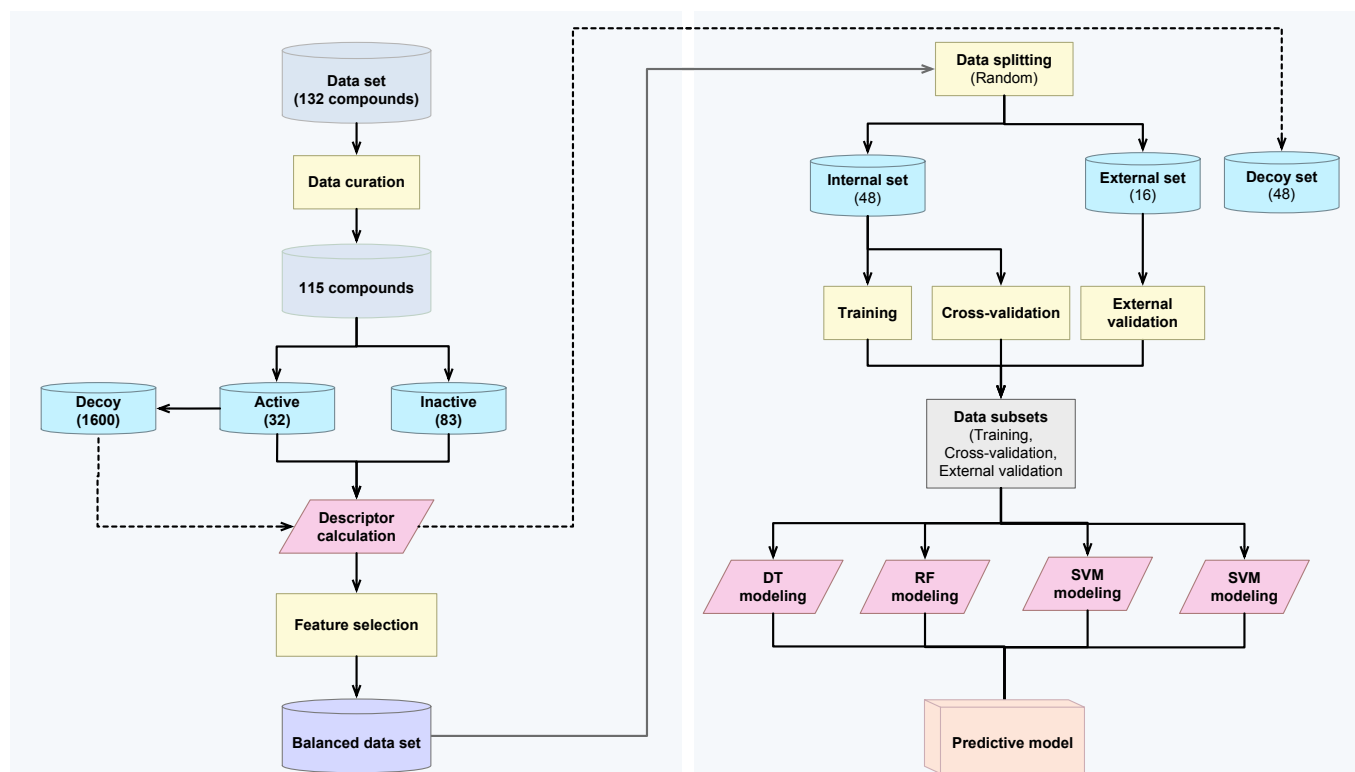 Data set
(132 compounds)
Data curation
115 compounds
Decoy
(1600)
Active
(32)
Inactive
(83)
Descriptor
calculation
Feature selection
Balanced data set
Data splitting
(Random)
Internal set
(48)
External set
(16)
Decoy set
(48)
Training
Cross-validation
External
validation
Data subsets
(Training,
Cross-validation,
External validation
DT
modeling
RF
modeling
SVM
modeling
SVM
modeling
Predictive model